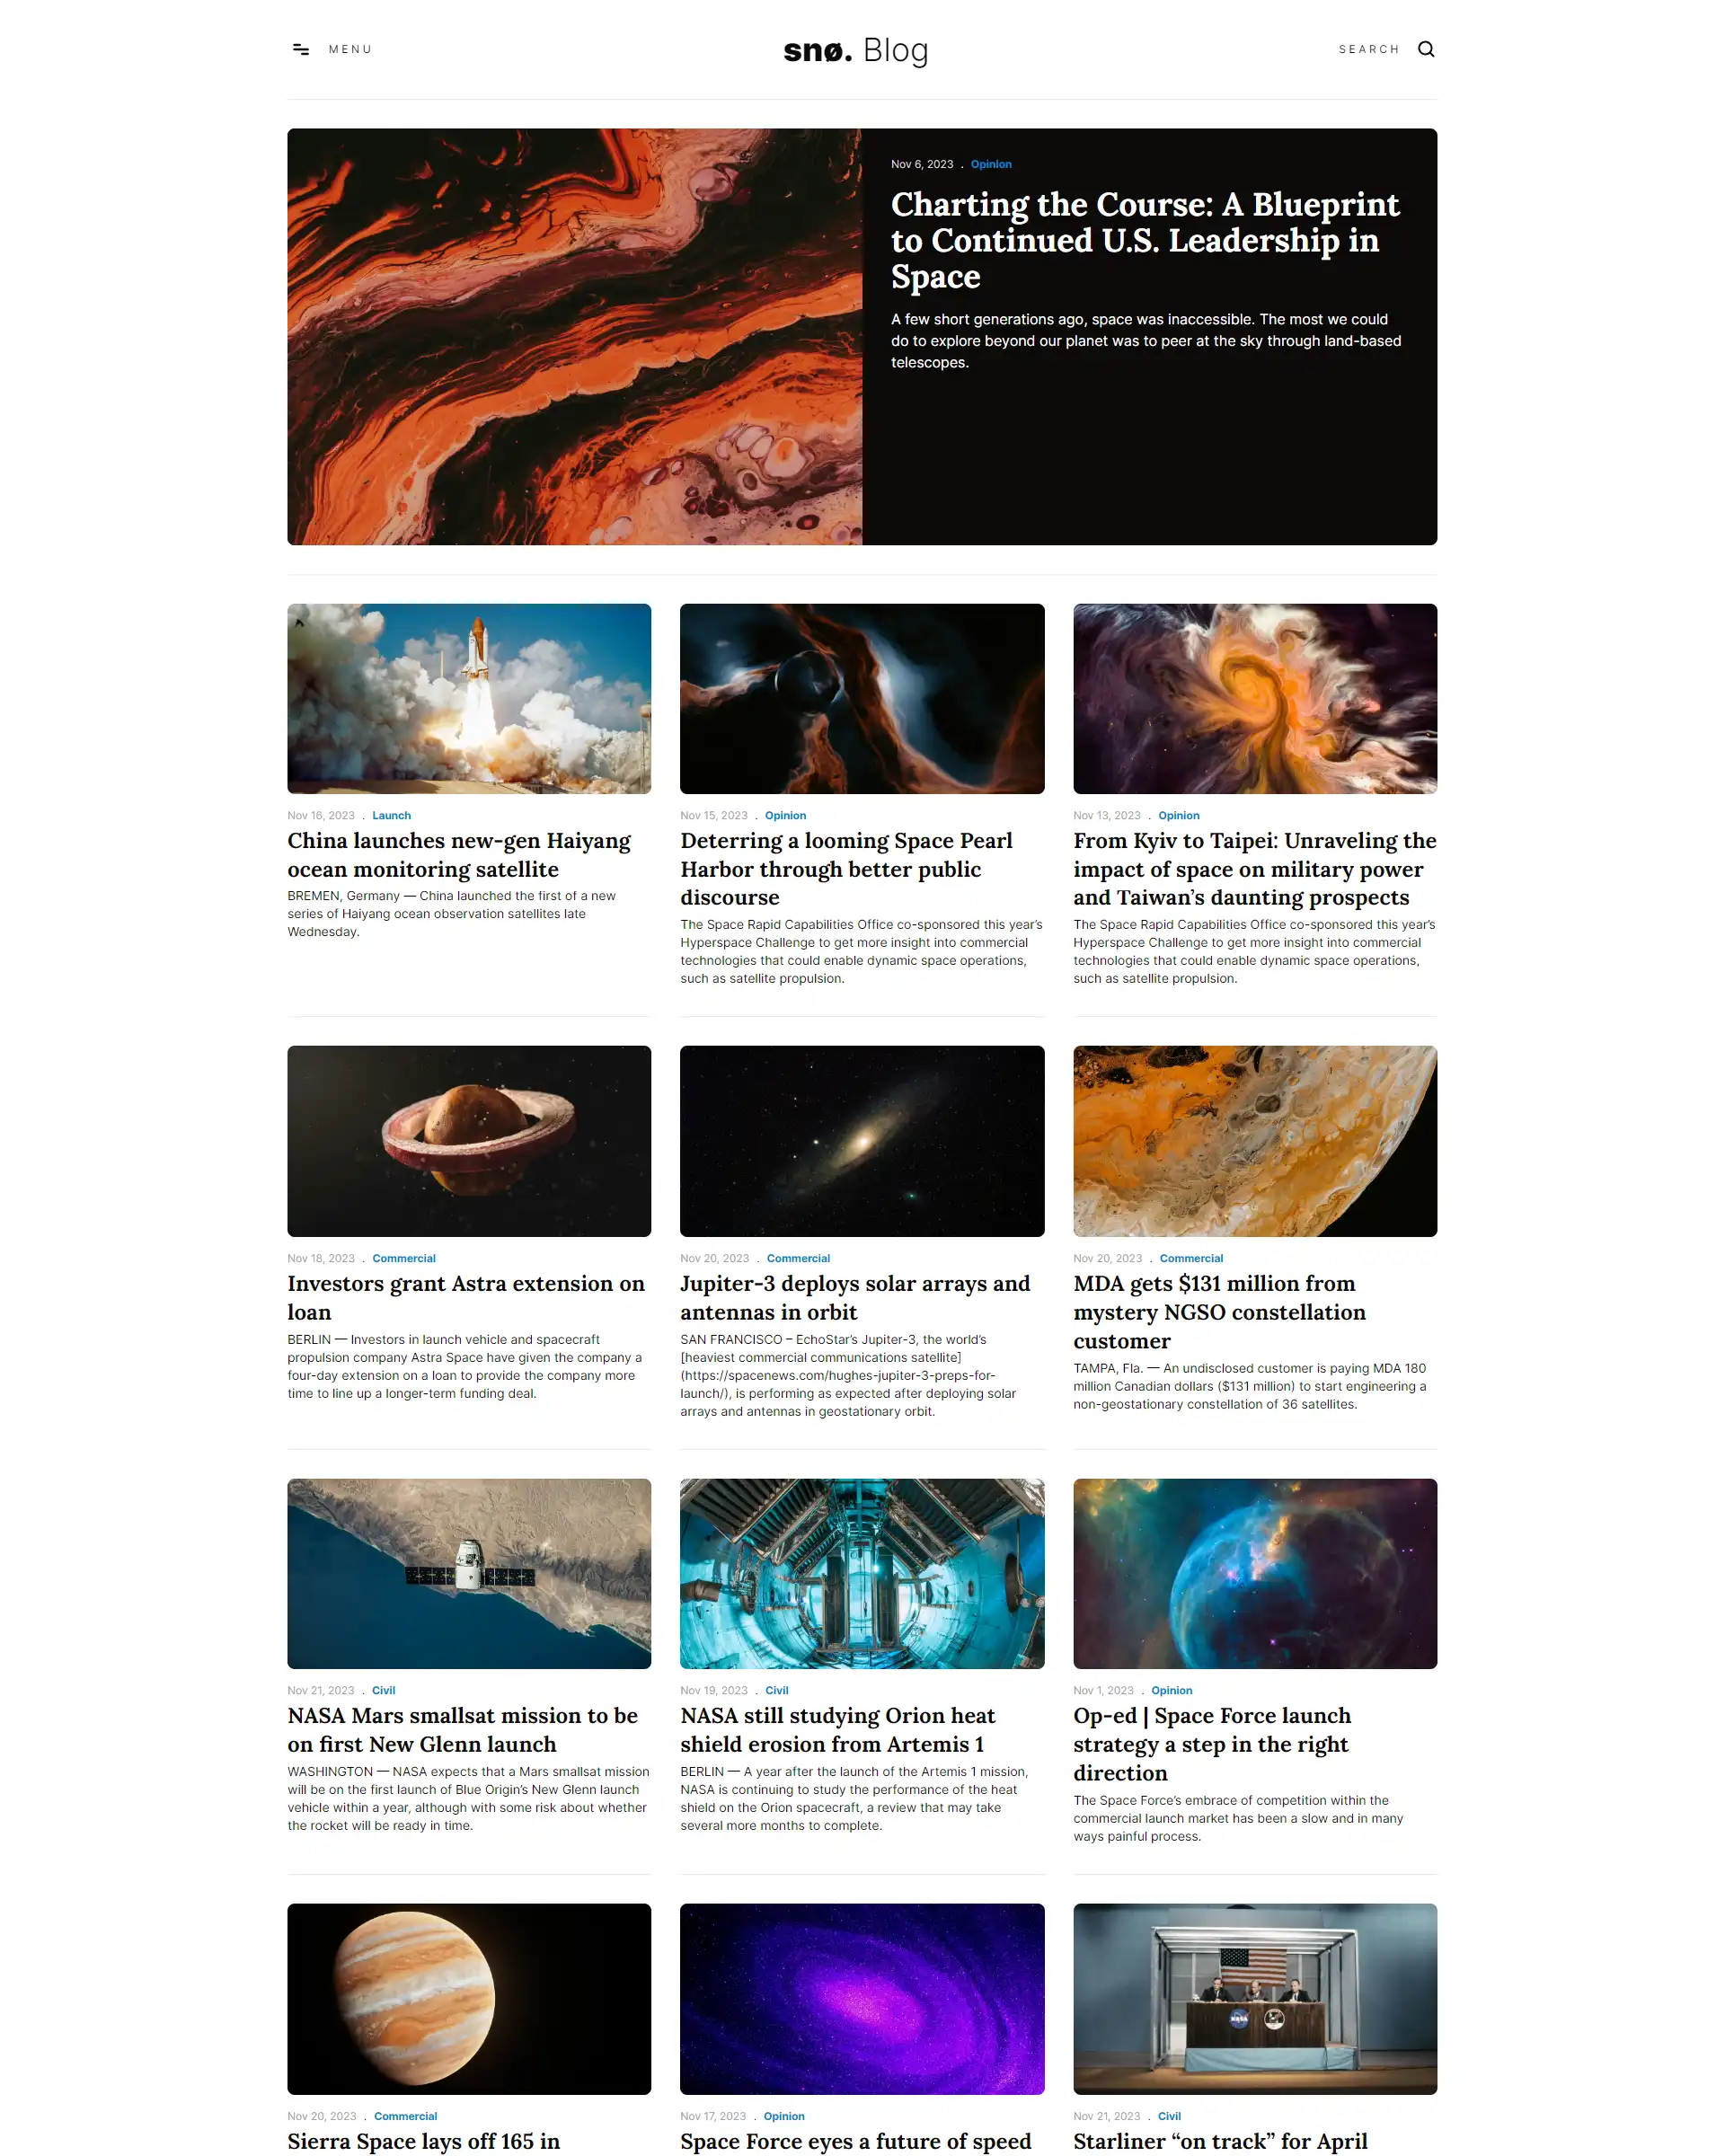 MENU
snø. Blog
SEARCH
Nov 6, 2023 . Opinion
Charting the Course: A Blueprint
to Continued U.S. Leadership in
Space
A few short generations ago, space was inaccessible. The most we could
do to explore beyond our planet was to peer at the sky through land-based
telescopes.
Nov 16, 2023 . Launch
China launches new-gen Haiyang
ocean monitoring satellite
BREMEN, Germany — China launched the first of a new
series of Haiyang ocean observation satellites late
Wednesday.
Nov 15, 2023 . Opinion
Deterring a looming Space Pearl
Harbor through better public
discourse
The Space Rapid Capabilities Office co-sponsored this year’s
Hyperspace Challenge to get more insight into commercial
technologies that could enable dynamic space operations,
such as satellite propulsion.
Nov 13, 2023 . Opinion
From Kyiv to Taipei: Unraveling the
impact of space on military power
and Taiwan’s daunting prospects
The Space Rapid Capabilities Office co-sponsored this year’s
Hyperspace Challenge to get more insight into commercial
technologies that could enable dynamic space operations,
such as satellite propulsion.
Nov 18, 2023 . Commercial
Investors grant Astra extension on
loan
BERLIN — Investors in launch vehicle and spacecraft
propulsion company Astra Space have given the company a
four-day extension on a loan to provide the company more
time to line up a longer-term funding deal.
Nov 20, 2023 . Commercial
Jupiter-3 deploys solar arrays and
antennas in orbit
SAN FRANCISCO – EchoStar’s Jupiter-3, the world’s
[heaviest commercial communications satellite]
(https://spacenews.com/hughes-jupiter-3-preps-for-
launch/), is performing as expected after deploying solar
arrays and antennas in geostationary orbit.
Nov 20, 2023 . Commercial
MDA gets $131 million from
mystery NGSO constellation
customer
TAMPA, Fla. — An undisclosed customer is paying MDA 180
million Canadian dollars ($131 million) to start engineering a
non-geostationary constellation of 36 satellites.
Nov 21, 2023 . Civil
NASA Mars smallsat mission to be
on first New Glenn launch
WASHINGTON — NASA expects that a Mars smallsat mission
will be on the first launch of Blue Origin’s New Glenn launch
vehicle within a year, although with some risk about whether
the rocket will be ready in time.
Nov 19, 2023 . Civil
NASA still studying Orion heat
shield erosion from Artemis 1
BERLIN — A year after the launch of the Artemis 1 mission,
NASA is continuing to study the performance of the heat
shield on the Orion spacecraft, a review that may take
several more months to complete.
Nov 1, 2023 . Opinion
Op-ed | Space Force launch
strategy a step in the right
direction
The Space Force’s embrace of competition within the
commercial launch market has been a slow and in many
ways painful process.
NASA
Nov 20, 2023 . Commercial
Sierra Space lays off 165 in
Nov 17, 2023 . Opinion
Space Force eyes a future of speed
Nov 21, 2023 . Civil
Starliner “on track” for April